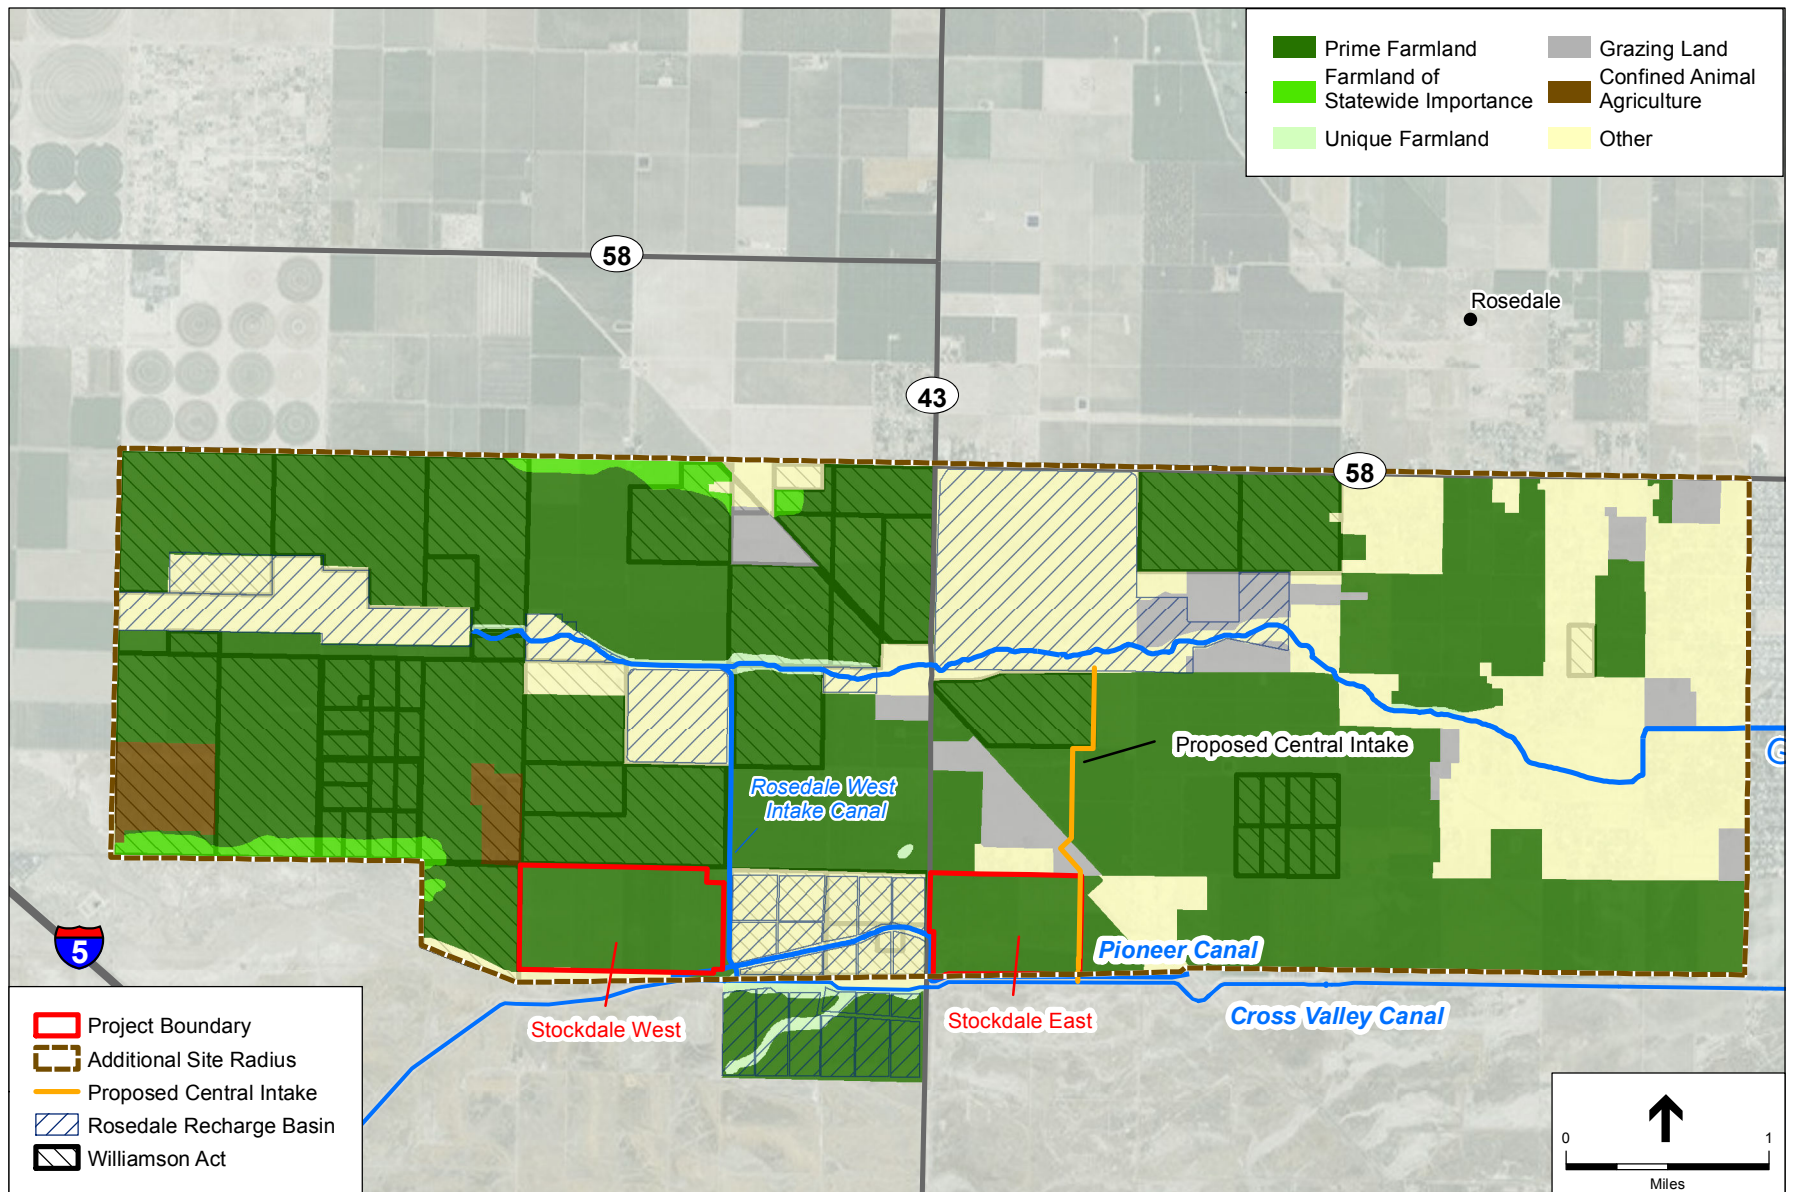 Prime Farmland
Farmland of
Statewide Importance
Unique Farmland
Grazing Land
Confined Animal
Agriculture
Other
58
Rosedale
43
58
Proposed Central Intake
G
Rosedale West
Intake Canal
5
Pioneer Canal
Cross Valley Canal
Stockdale West
Stockdale East
Project Boundary
Additional Site Radius
Proposed Central Intake
Rosedale Recharge Basin
Williamson Act
0 1
Miles